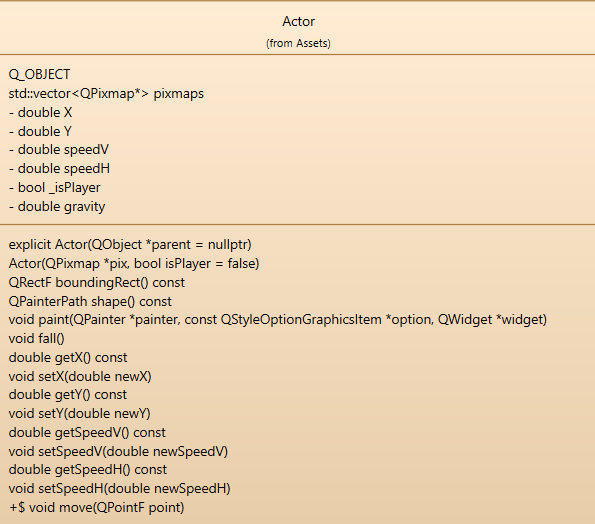 Actor
(from Assets)
Q_OBJECT
std::vector<QPixmap*> pixmaps
- double X
- double Y
- double speedV
- double speedH
- bool _isPlayer
- double gravity
explicit Actor(QObject *parent = nullptr)
Actor(QPixmap *pix, bool isPlayer = false)
QRectF boundingRect() const
QPainterPath shape() const
void paint(QPainter *painter, const QStyleOptionGraphicsItem *option, QWidget *widget)
void fall()
double getX() const
void setX(double newX)
double getY() const
void setY(double newY)
double getSpeedV() const
void setSpeedV(double newSpeedV)
double getSpeedH() const
void setSpeedH(double newSpeedH)
+$ void move(QPointF point)